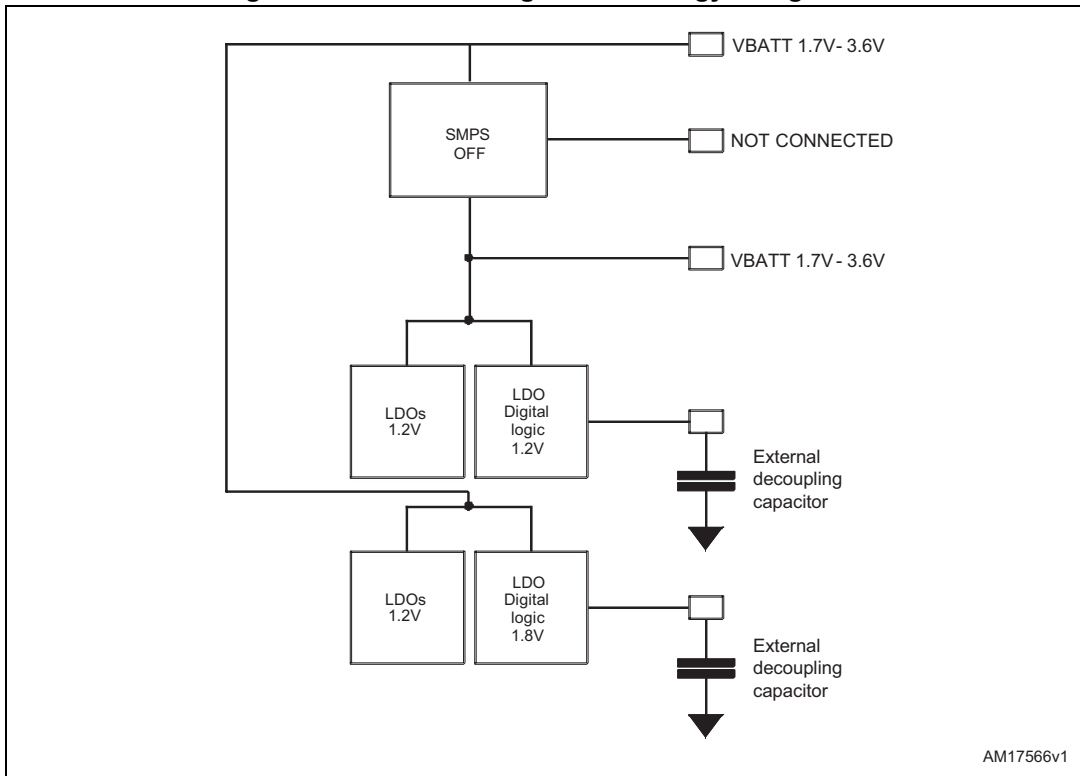 VBATT 1.7V- 3.6V
SMPS
OFF
NOT CONNECTED
VBATT 1.7V - 3.6V
LDOs
1.2V
LDO
Digital
logic
1.2V
External
decoupling
capacitor
LDOs
1.2V
LDO
Digital
logic
1.8V
External
decoupling
capacitor
AM17566v1